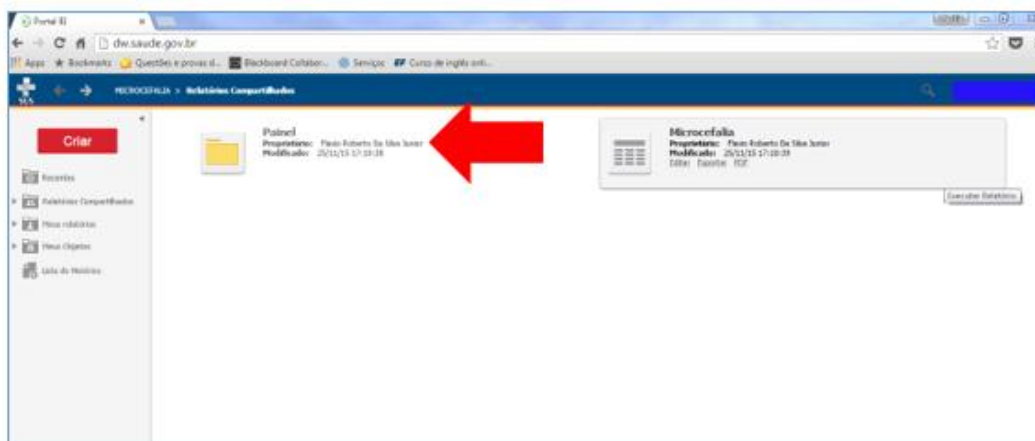 Portal BI
dw.saude.gov.br
Apps Bookmarks Questões e provas d... Blackboard Collabor... Serviços Curso de inglês onli...
SUS MICROCEFALIA > Relatórios Compartilhados
Criar
Recentes
Relatórios Compartilhados
Meus relatórios
Meus Objetos
Lista de Histórico
Painel
Proprietário: Flavio Roberto Da Silva Junior
Modificado: 25/11/15 17:10:39
Microcefalia
Proprietário: Flavio Roberto Da Silva Junior
Modificado: 25/11/15 17:10:39
Editar Exportar PDF
Executar Relatório